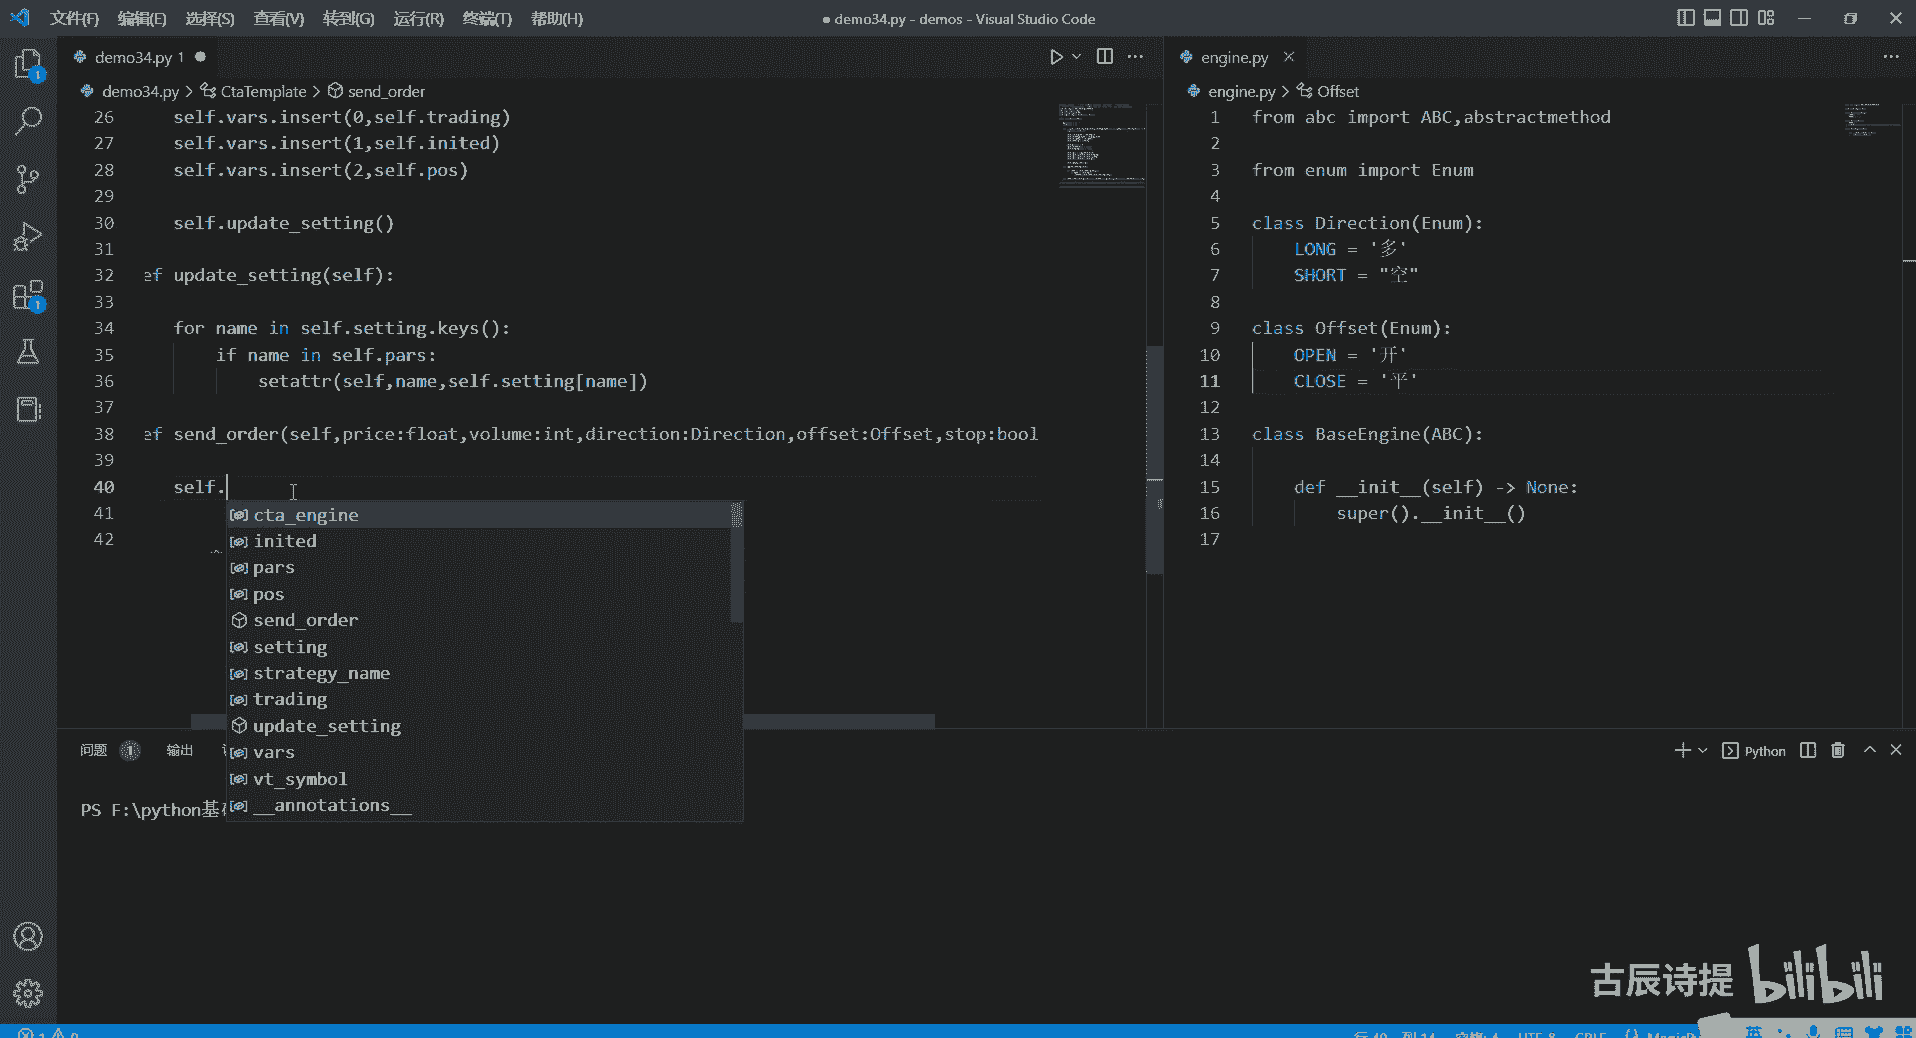 文件(F) 编辑(E) 选择(S) 查看(V) 转到(G) 运行(R) 终端(T) 帮助(H)
● demo34.py - demos - Visual Studio Code
demo34.py 1 ●
demo34.py > CtaTemplate > send_order
26 self.vars.insert(0,self.trading)
27 self.vars.insert(1,self.inited)
28 self.vars.insert(2,self.pos)
29
30 self.update_setting()
31
32 ef update_setting(self):
33
34 for name in self.setting.keys():
35 if name in self.pars:
36 setattr(self,name,self.setting[name])
37
38 ef send_order(self,price:float,volume:int,direction:Direction,offset:Offset,stop:bool
39
40 self.
41
42
cta_engine
inited
pars
pos
send_order
setting
strategy_name
trading
update_setting
vars
vt_symbol
__annotations__
engine.py
engine.py > Offset
1 from abc import ABC,abstractmethod
2
3 from enum import Enum
4
5 class Direction(Enum):
6 LONG = '多'
7 SHORT = "空"
8
9 class Offset(Enum):
10 OPEN = '开'
11 CLOSE = '平'
12
13 class BaseEngine(ABC):
14
15 def __init__(self) -> None:
16 super().__init__()
17
问题 1 输出
Python
PS F:\python基
古辰诗提 bilibili
英